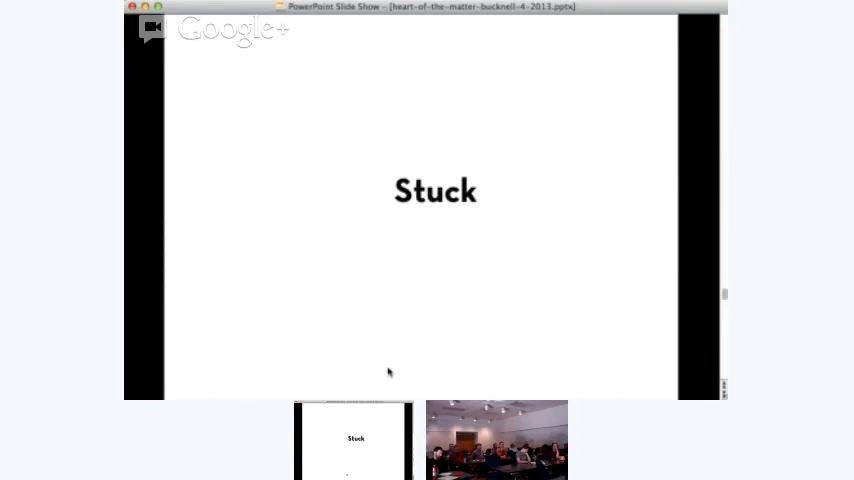 PowerPoint Slide Show - [heart-of-the-matter-bucknell-4-2013.pptx]
Google+
Stuck
Stuck